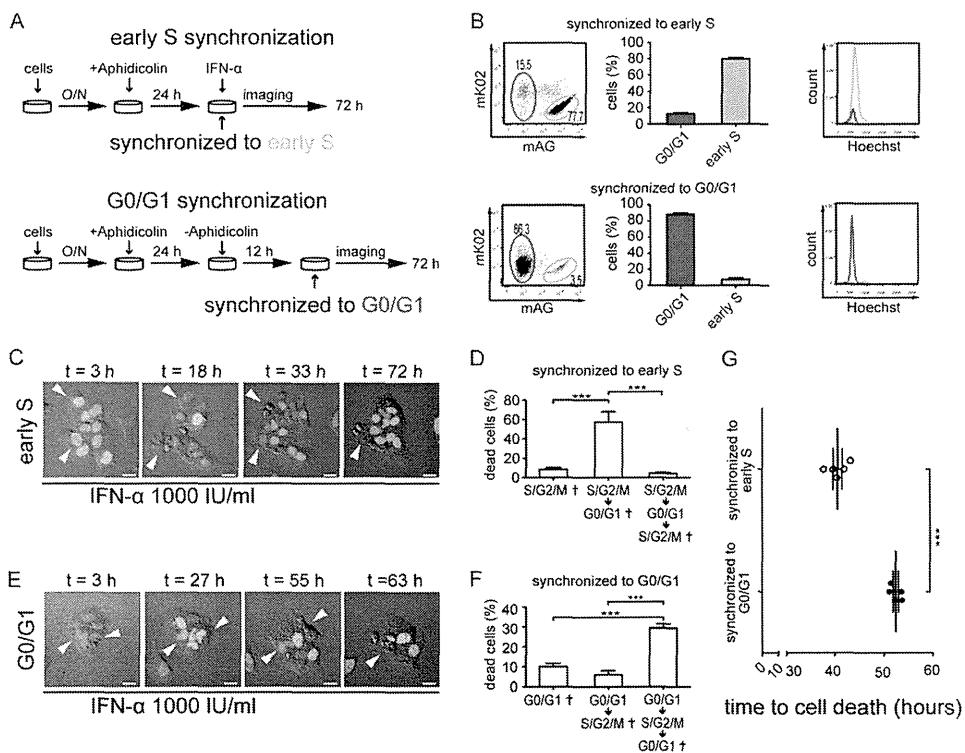 A
early S synchronization
cells
+Aphidicolin
IFN-α
O/N
24 h
imaging
72 h
synchronized to early S
G0/G1 synchronization
cells
+Aphidicolin
-Aphidicolin
O/N
24 h
12 h
imaging
72 h
synchronized to G0/G1
B
synchronized to early S
mK02
15.5
77.7
mAG
cells (%)
100
80
60
40
20
0
G0/G1
early S
count
Hoechst
synchronized to G0/G1
mK02
86.3
3.5
mAG
cells (%)
100
80
60
40
20
0
G0/G1
early S
count
Hoechst
C
t = 3 h
t = 18 h
t = 33 h
t = 72 h
early S
IFN-α 1000 IU/ml
D
synchronized to early S
dead cells (%)
80
60
40
20
0
***
***
S/G2/M †
S/G2/M
G0/G1 †
S/G2/M
G0/G1
S/G2/M †
E
t = 3 h
t = 27 h
t = 55 h
t =63 h
G0/G1
IFN-α 1000 IU/ml
F
synchronized to G0/G1
dead cells (%)
40
30
20
10
0
***
***
G0/G1 †
G0/G1
S/G2/M †
G0/G1
S/G2/M
G0/G1 †
G
synchronized to
early S
synchronized to
G0/G1
***
0
10
30
40
50
60
time to cell death (hours)